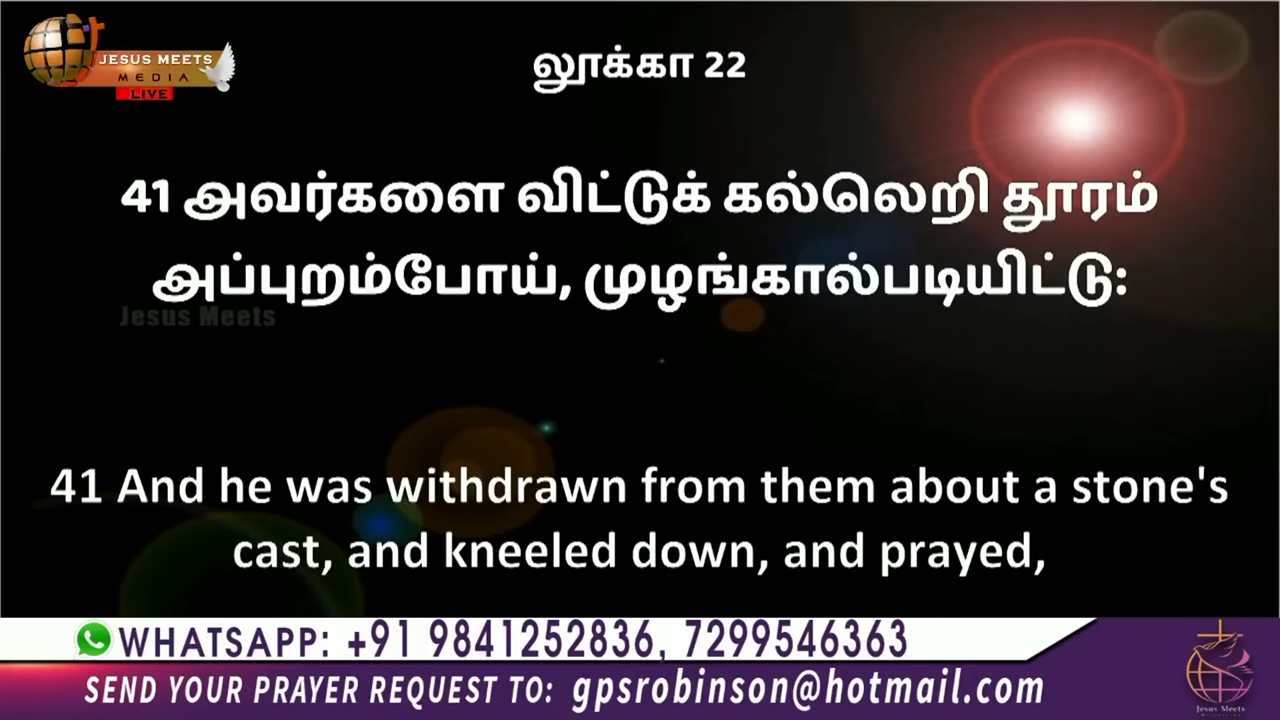 JESUS MEETS
MEDIA
LIVE
லூக்கா 22
41 அவர்களை விட்டுக் கல்லெறி தூரம்
அப்புறம்போய், முழங்கால்படியிட்டு:
Jesus Meets
41 And he was withdrawn from them about a stone's
cast, and kneeled down, and prayed,
WHATSAPP: +91 9841252836, 7299546363
SEND YOUR PRAYER REQUEST TO: gpsrobinson@hotmail.com
Jesus Meets